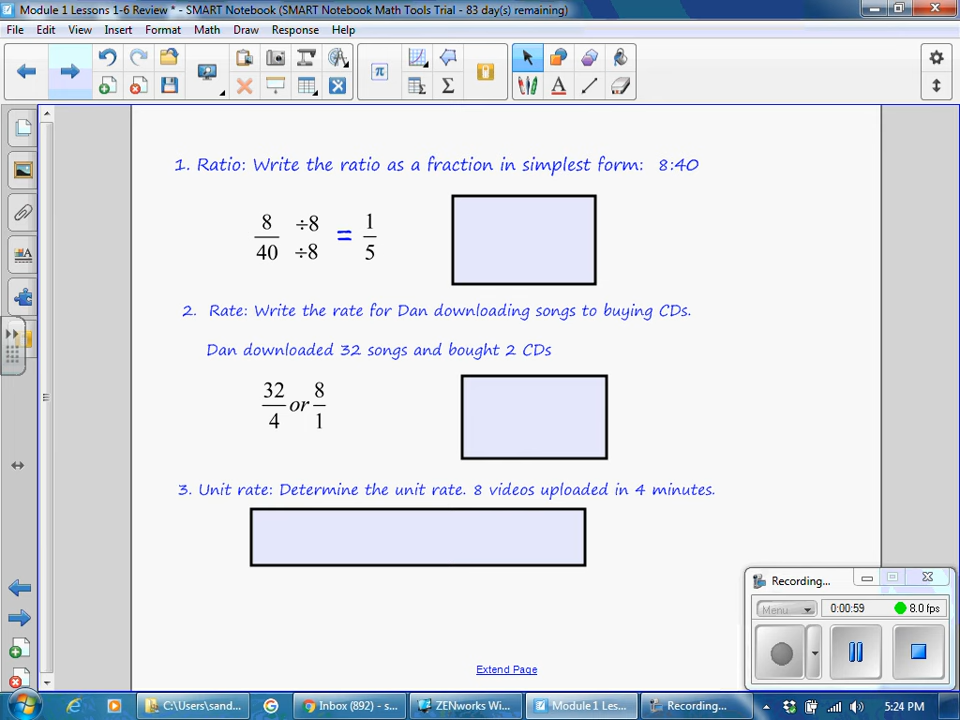 Module 1 Lessons 1-6 Review * - SMART Notebook (SMART Notebook Math Tools Trial - 83 day(s) remaining)
File Edit View Insert Format Math Draw Response Help
1. Ratio: Write the ratio as a fraction in simplest form: 8:40
8 ÷8 = 1
40 ÷8 5
2. Rate: Write the rate for Dan downloading songs to buying CDs.
Dan downloaded 32 songs and bought 2 CDs
32 or 8
4 1
3. Unit rate: Determine the unit rate. 8 videos uploaded in 4 minutes.
Recording...
Menu 0:00:59 8.0 fps
Extend Page
C:\Users\sand... Inbox (892) - s... ZENworks Wi... Module 1 Les... Recording... 5:24 PM